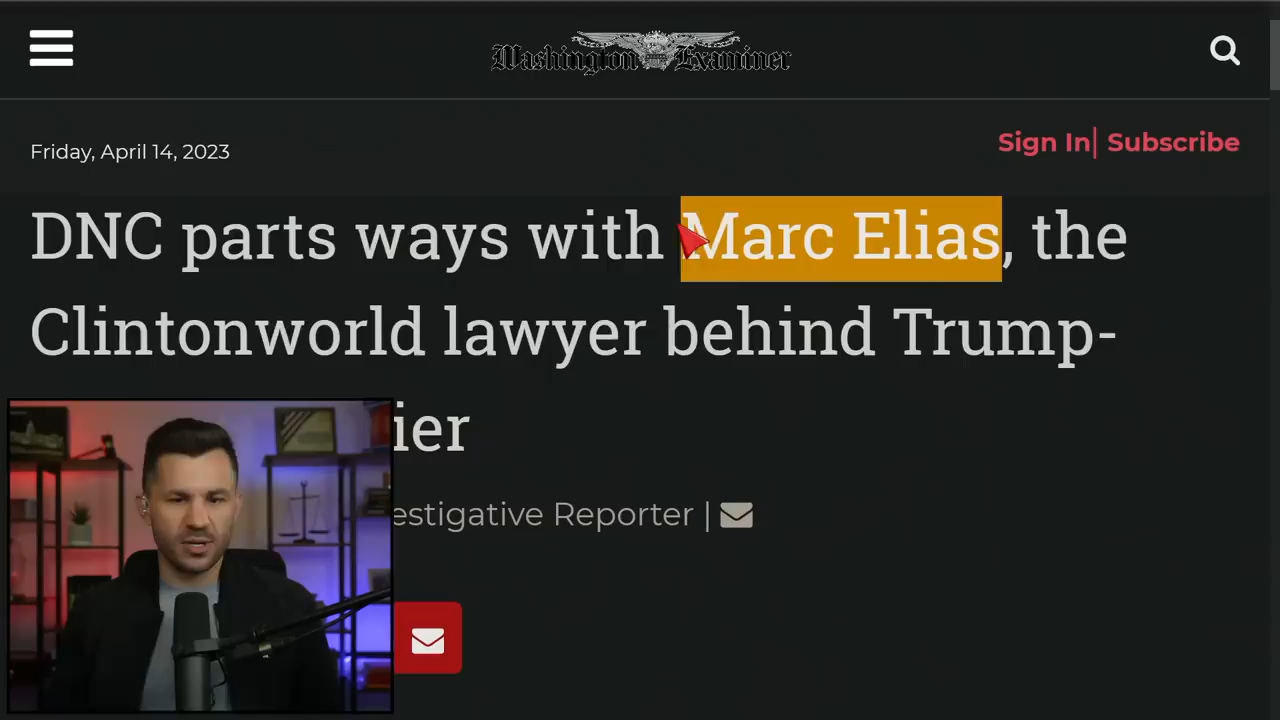 Washington Examiner
Friday, April 14, 2023
Sign In| Subscribe
DNC parts ways with Marc Elias, the
Clintonworld lawyer behind Trump-
ier
estigative Reporter |